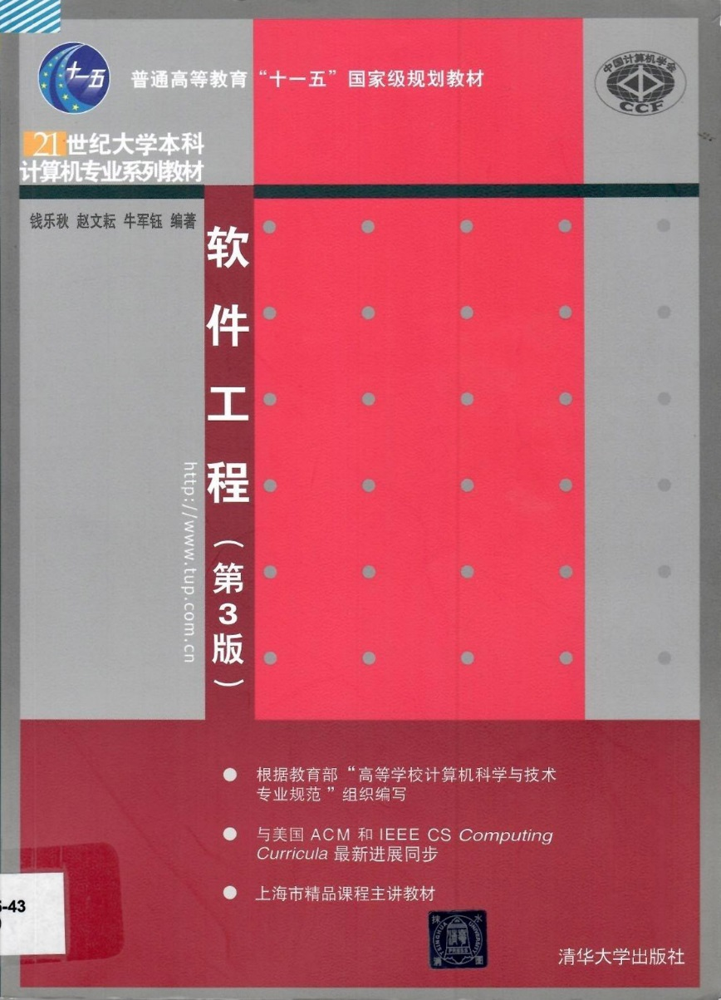 十一五
普通高等教育“十一五”国家级规划教材
中国计算机学会
CCF
21世纪大学本科
计算机专业系列教材
钱乐秋 赵文耘 牛军钰 编著
软件工程(第3版)
http://www.tup.com.cn
根据教育部“高等学校计算机科学与技术
专业规范”组织编写
与美国 ACM 和 IEEE CS Computing
Curricula 最新进展同步
上海市精品课程主讲教材
-43
清华大学出版社